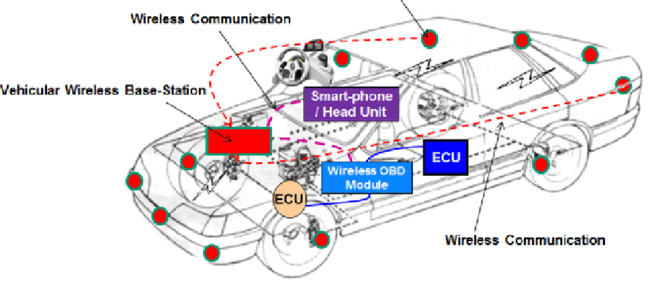 Wireless Communication
Vehicular Wireless Base-Station
Smart-phone
/ Head Unit
ECU
Wireless OBD
Module
ECU
Wireless Communication